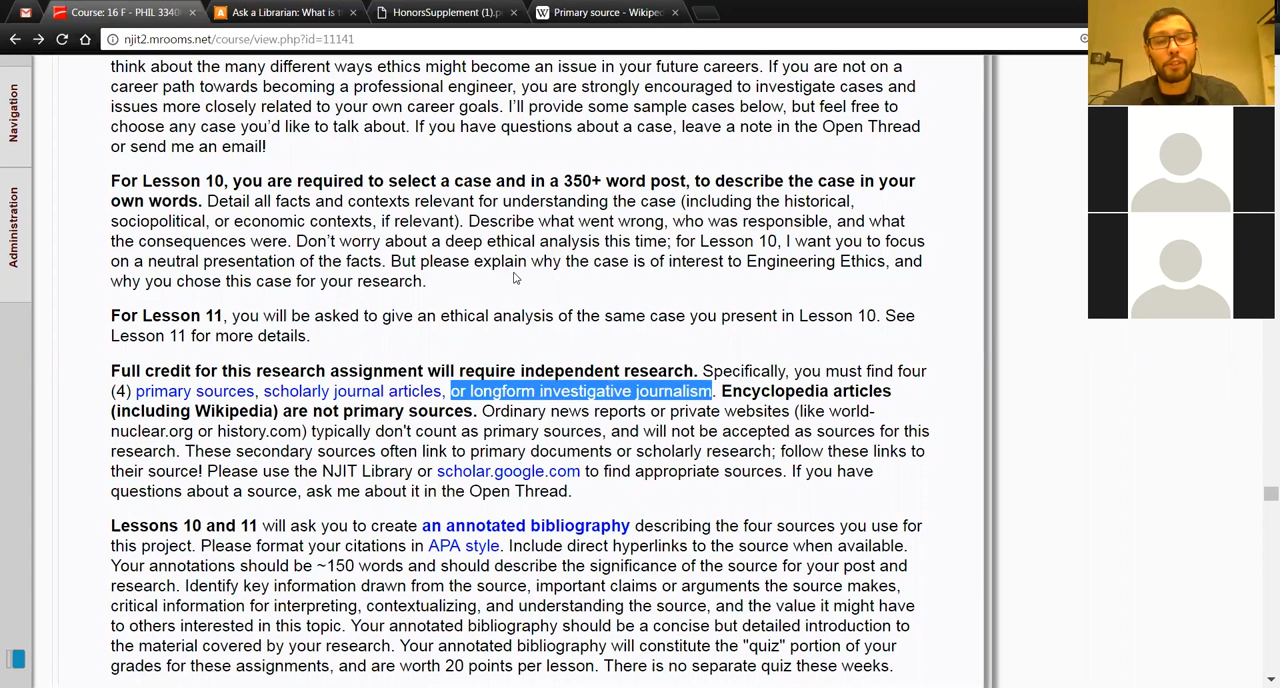 Course: 16 F - PHIL 3340
Ask a Librarian: What is t
HonorsSupplement (1).p
Primary source - Wikiped
njit2.mrooms.net/course/view.php?id=11141
Navigation
Administration
think about the many different ways ethics might become an issue in your future careers. If you are not on a
career path towards becoming a professional engineer, you are strongly encouraged to investigate cases and
issues more closely related to your own career goals. I'll provide some sample cases below, but feel free to
choose any case you'd like to talk about. If you have questions about a case, leave a note in the Open Thread
or send me an email!
For Lesson 10, you are required to select a case and in a 350+ word post, to describe the case in your
own words. Detail all facts and contexts relevant for understanding the case (including the historical,
sociopolitical, or economic contexts, if relevant). Describe what went wrong, who was responsible, and what
the consequences were. Don't worry about a deep ethical analysis this time; for Lesson 10, I want you to focus
on a neutral presentation of the facts. But please explain why the case is of interest to Engineering Ethics, and
why you chose this case for your research.
For Lesson 11, you will be asked to give an ethical analysis of the same case you present in Lesson 10. See
Lesson 11 for more details.
Full credit for this research assignment will require independent research. Specifically, you must find four
(4) primary sources, scholarly journal articles, or longform investigative journalism. Encyclopedia articles
(including Wikipedia) are not primary sources. Ordinary news reports or private websites (like world-
nuclear.org or history.com) typically don't count as primary sources, and will not be accepted as sources for this
research. These secondary sources often link to primary documents or scholarly research; follow these links to
their source! Please use the NJIT Library or scholar.google.com to find appropriate sources. If you have
questions about a source, ask me about it in the Open Thread.
Lessons 10 and 11 will ask you to create an annotated bibliography describing the four sources you use for
this project. Please format your citations in APA style. Include direct hyperlinks to the source when available.
Your annotations should be ~150 words and should describe the significance of the source for your post and
research. Identify key information drawn from the source, important claims or arguments the source makes,
critical information for interpreting, contextualizing, and understanding the source, and the value it might have
to others interested in this topic. Your annotated bibliography should be a concise but detailed introduction to
the material covered by your research. Your annotated bibliography will constitute the "quiz" portion of your
grades for these assignments, and are worth 20 points per lesson. There is no separate quiz these weeks.